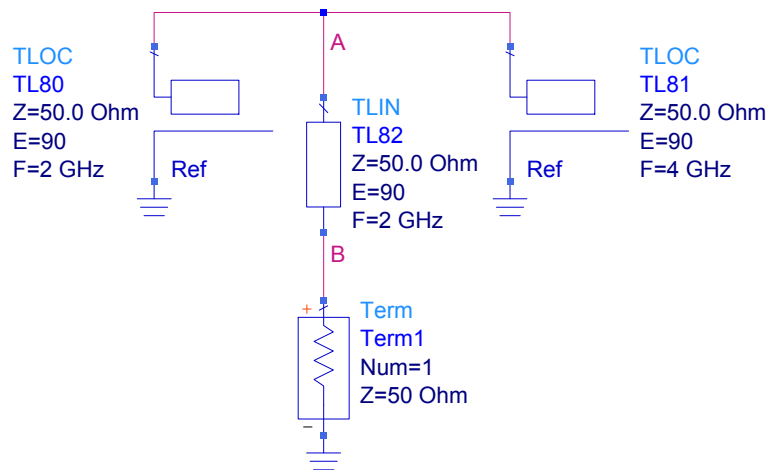 A
TLOC
TL80
Z=50.0 Ohm
E=90
F=2 GHz
Ref
TLIN
TL82
Z=50.0 Ohm
E=90
F=2 GHz
TLOC
TL81
Z=50.0 Ohm
E=90
F=4 GHz
Ref
B
+
Term
Term1
Num=1
Z=50 Ohm
−